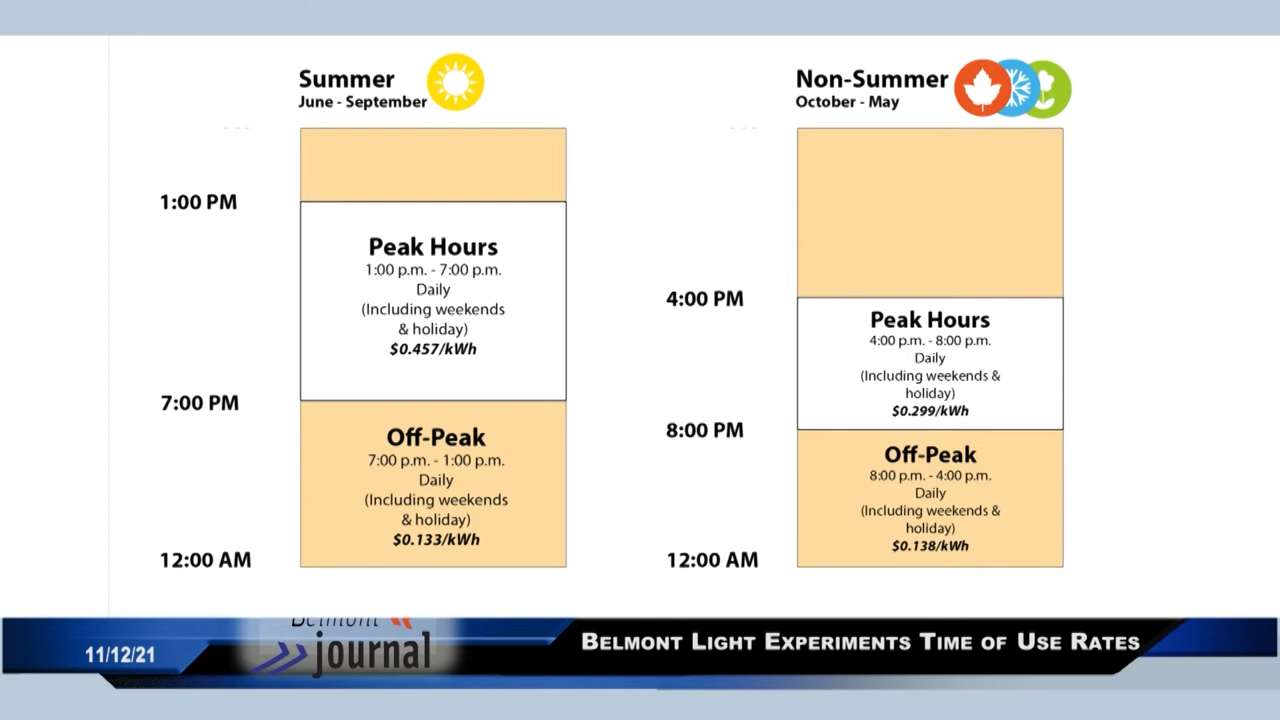 Summer
June - September
1:00 PM
Peak Hours
1:00 p.m. - 7:00 p.m.
Daily
(Including weekends
& holiday)
$0.457/kWh
7:00 PM
Off-Peak
7:00 p.m. - 1:00 p.m.
Daily
(Including weekends
& holiday)
$0.133/kWh
12:00 AM
Non-Summer
October - May
4:00 PM
Peak Hours
4:00 p.m. - 8:00 p.m.
Daily
(Including weekends &
holiday)
$0.299/kWh
8:00 PM
Off-Peak
8:00 p.m. - 4:00 p.m.
Daily
(Including weekends &
holiday)
$0.138/kWh
12:00 AM
11/12/21
Belmont
journal
BELMONT LIGHT EXPERIMENTS TIME OF USE RATES